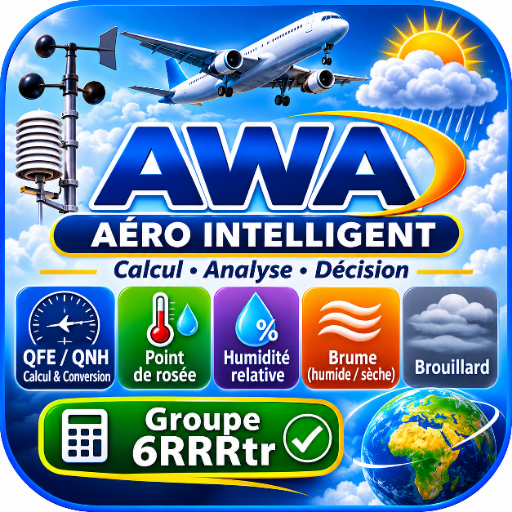 AWA
AÉRO INTELLIGENT
Calcul • Analyse • Décision
QFE / QNH
Calcul & Conversion
Point
de rosée
%
Humidité
relative
Brume
(humide / sèche)
Brouillard
Groupe
6RRRtr